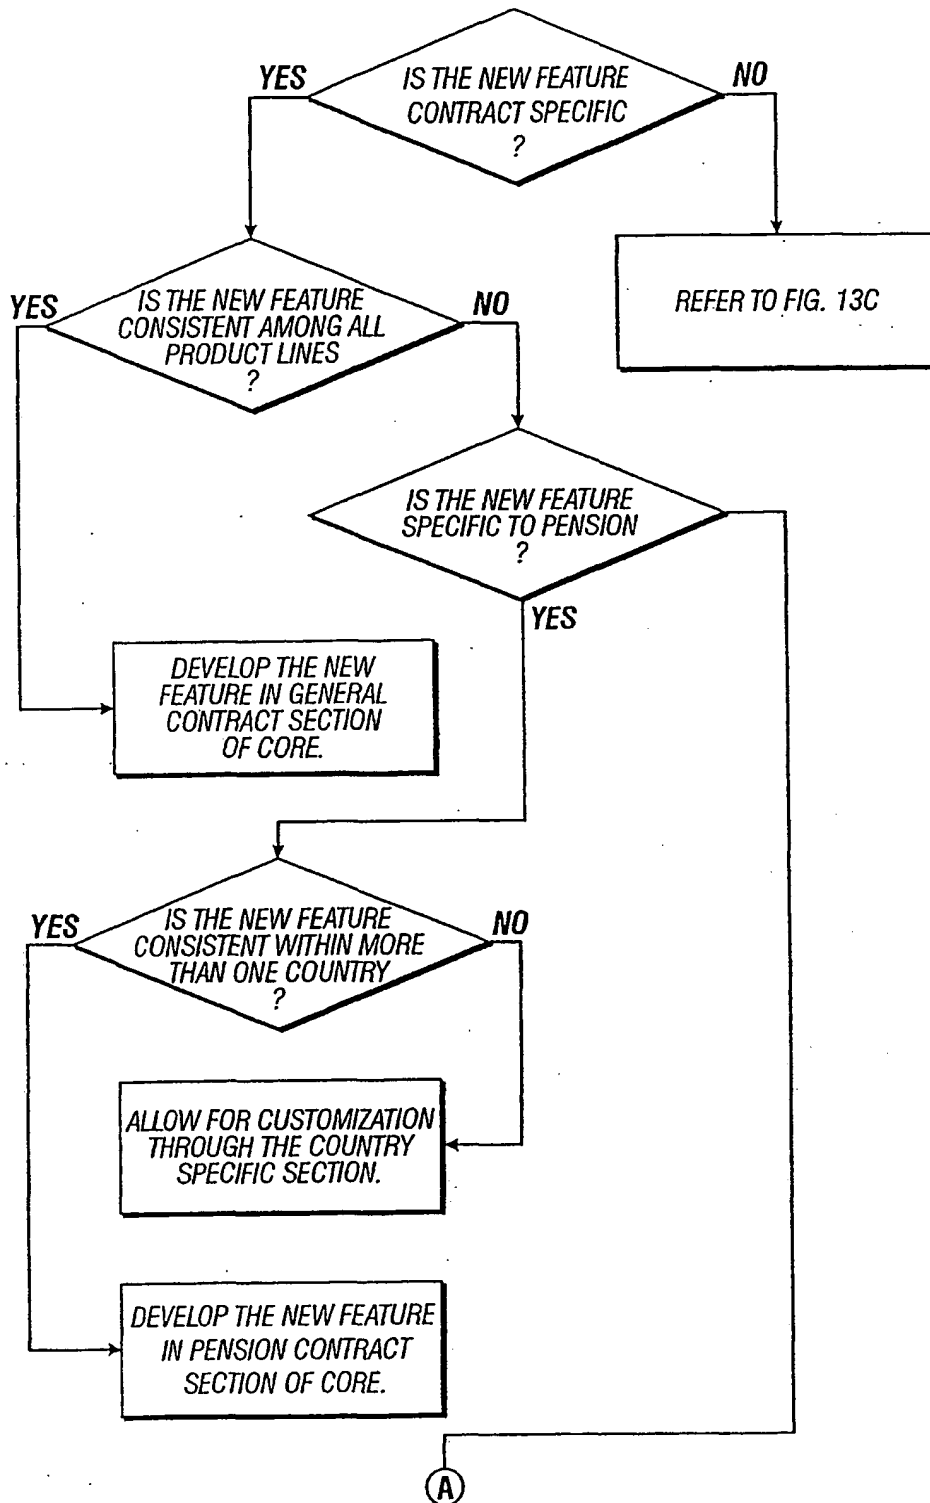 YES
IS THE NEW FEATURE
CONTRACT SPECIFIC
?
NO
YES
IS THE NEW FEATURE
CONSISTENT AMONG ALL
PRODUCT LINES
?
NO
REFER TO FIG. 13C
IS THE NEW FEATURE
SPECIFIC TO PENSION
?
YES
DEVELOP THE NEW
FEATURE IN GENERAL
CONTRACT SECTION
OF CORE.
YES
IS THE NEW FEATURE
CONSISTENT WITHIN MORE
THAN ONE COUNTRY
?
NO
ALLOW FOR CUSTOMIZATION
THROUGH THE COUNTRY
SPECIFIC SECTION.
DEVELOP THE NEW FEATURE
IN PENSION CONTRACT
SECTION OF CORE.
A